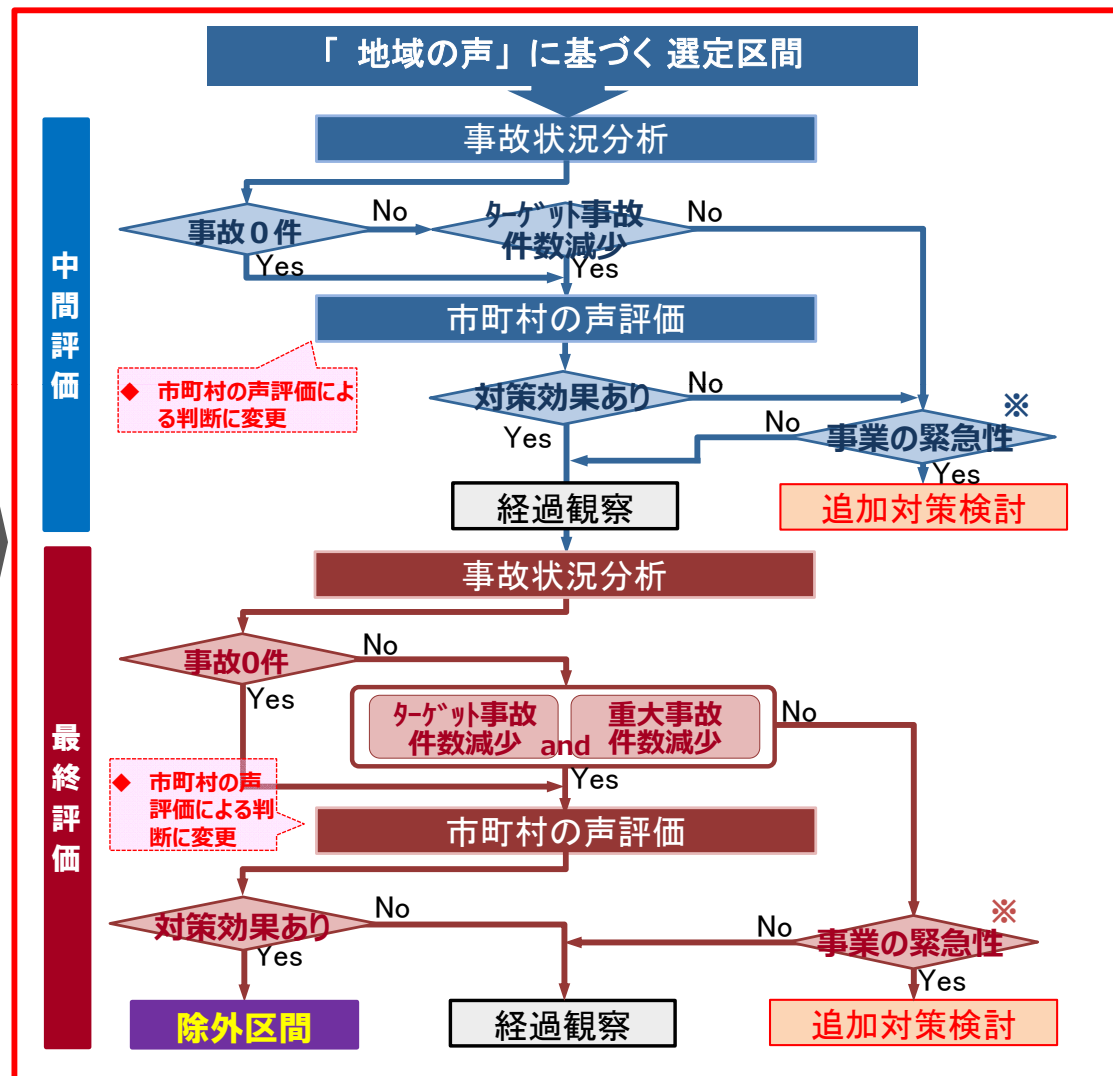 「 地域の声」に基づく 選定区間
中間評価
事故状況分析
事故０件
No
ﾀｰｹﾞｯﾄ事故
件数減少
No
Yes
Yes
市町村の声評価
◆ 市町村の声評価によ
る判断に変更
対策効果あり
No
Yes
※
事業の緊急性
No
Yes
経過観察
追加対策検討
最終評価
事故状況分析
事故0件
No
Yes
ﾀｰｹﾞｯﾄ事故
件数減少
and
重大事故
件数減少
No
Yes
◆ 市町村の声
評価による判
断に変更
市町村の声評価
対策効果あり
No
Yes
※
事業の緊急性
No
Yes
除外区間
経過観察
追加対策検討